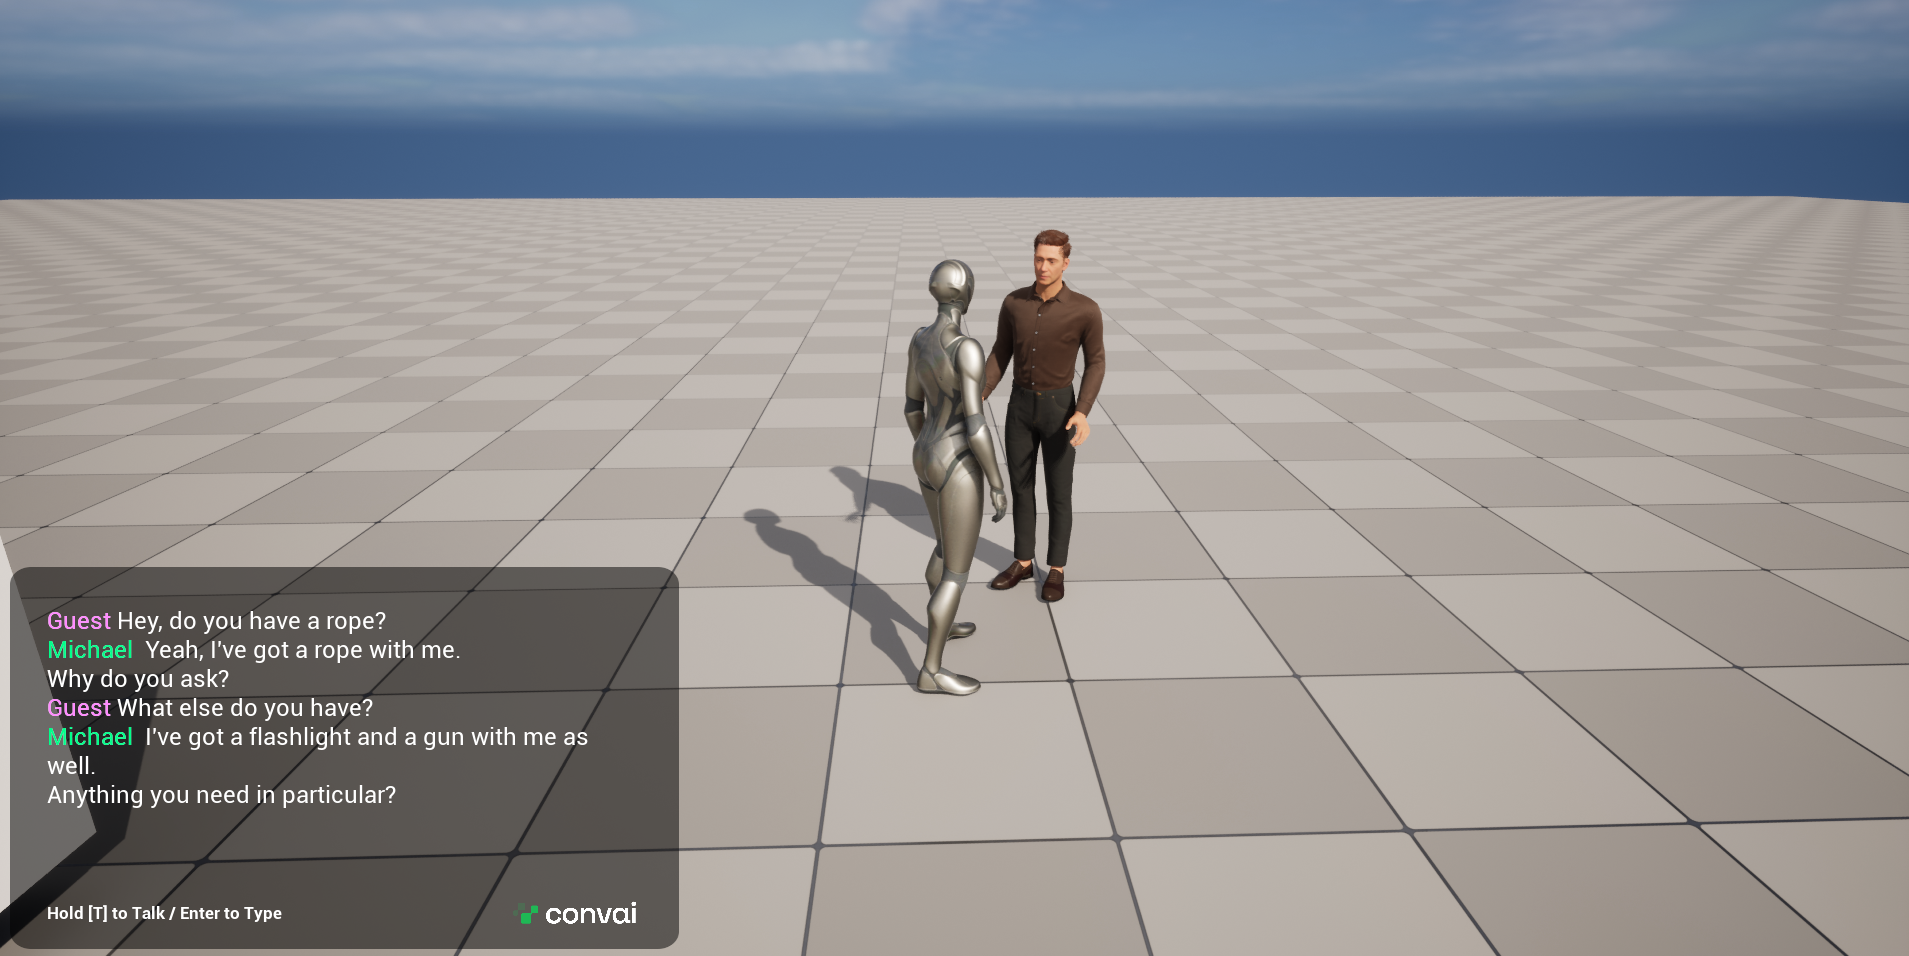 Guest Hey, do you have a rope?
Michael Yeah, I've got a rope with me.
Why do you ask?
Guest What else do you have?
Michael I've got a flashlight and a gun with me as
well.
Anything you need in particular?
Hold [T] to Talk / Enter to Type
convai